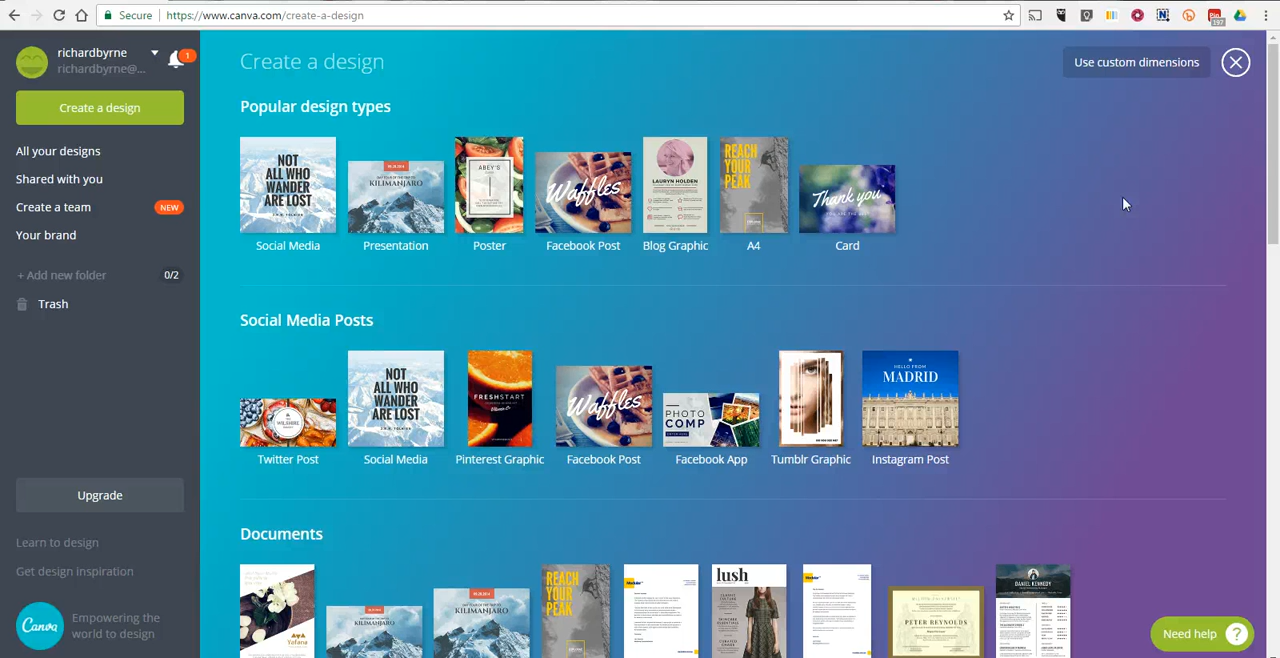 Secure
https://www.canva.com/create-a-design
197
richardbyrne
richardbyrne@...
1
Create a design
All your designs
Shared with you
Create a team
NEW
Your brand
+ Add new folder
0/2
Trash
Upgrade
Learn to design
Get design inspiration
Canva
Empowering the
world to design
Create a design
Use custom dimensions
Popular design types
NOT
ALL WHO
WANDER
ARE LOST
KILIMANJARO
ABEY'S
Waffles
LAURYN HOLDEN
REACH
YOUR
PEAK
Thank you
Social Media
Presentation
Poster
Facebook Post
Blog Graphic
A4
Card
Social Media Posts
WILSHIRE
NOT
ALL WHO
WANDER
ARE LOST
FRESHSTART
Waffles
PHOTO
COMP
HELLO FROM
MADRID
Twitter Post
Social Media
Pinterest Graphic
Facebook Post
Facebook App
Tumblr Graphic
Instagram Post
Documents
KILIMANJARO
REACH
YOUR
PEAK
lush
PETER REYNOLDS
DANIEL KENNEDY
Need help
?